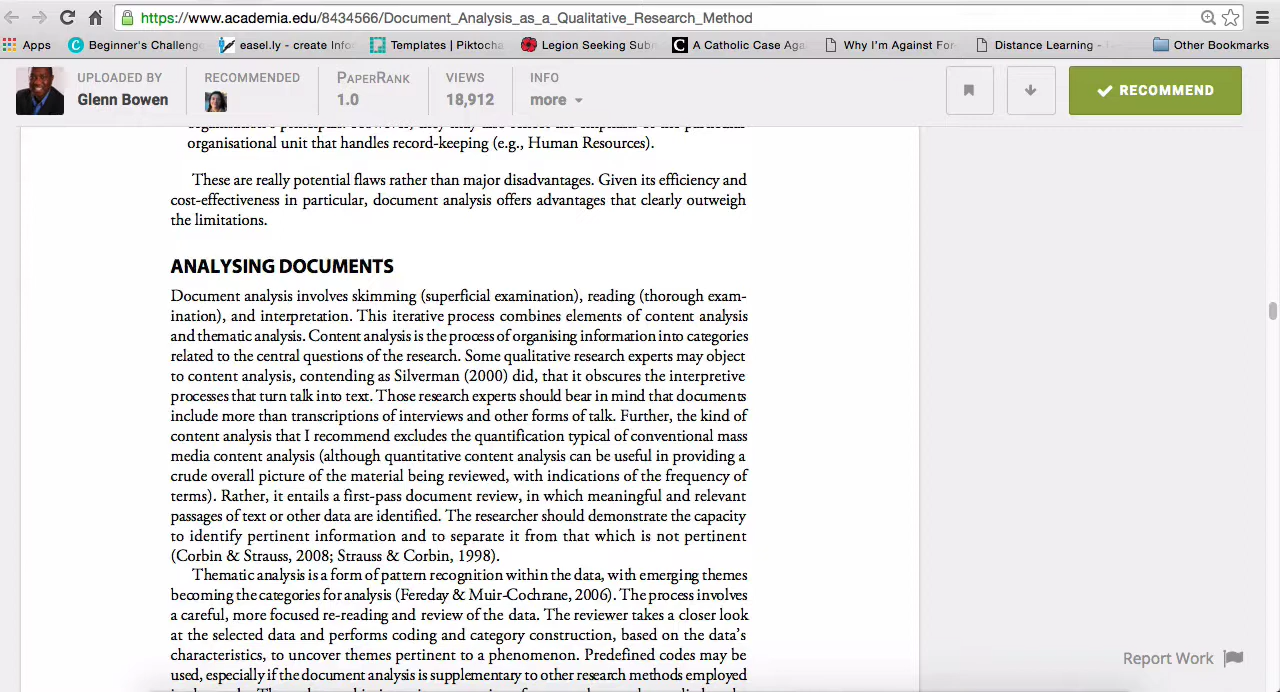 https://www.academia.edu/8434566/Document_Analysis_as_a_Qualitative_Research_Method
Apps Beginner's Challenge easel.ly - create Infor Templates | Piktocha Legion Seeking Subm A Catholic Case Aga Why I'm Against For Distance Learning - Other Bookmarks
UPLOADED BY RECOMMENDED PAPERRANK VIEWS INFO
Glenn Bowen 1.0 18,912 more RECOMMEND
organisational unit that handles record-keeping (e.g., Human Resources).
These are really potential flaws rather than major disadvantages. Given its efficiency and
cost-effectiveness in particular, document analysis offers advantages that clearly outweigh
the limitations.
ANALYSING DOCUMENTS
Document analysis involves skimming (superficial examination), reading (thorough exam-
ination), and interpretation. This iterative process combines elements of content analysis
and thematic analysis. Content analysis is the process of organising information into categories
related to the central questions of the research. Some qualitative research experts may object
to content analysis, contending as Silverman (2000) did, that it obscures the interpretive
processes that turn talk into text. Those research experts should bear in mind that documents
include more than transcriptions of interviews and other forms of talk. Further, the kind of
content analysis that I recommend excludes the quantification typical of conventional mass
media content analysis (although quantitative content analysis can be useful in providing a
crude overall picture of the material being reviewed, with indications of the frequency of
terms). Rather, it entails a first-pass document review, in which meaningful and relevant
passages of text or other data are identified. The researcher should demonstrate the capacity
to identify pertinent information and to separate it from that which is not pertinent
(Corbin & Strauss, 2008; Strauss & Corbin, 1998).
Thematic analysis is a form of pattern recognition within the data, with emerging themes
becoming the categories for analysis (Fereday & Muir-Cochrane, 2006). The process involves
a careful, more focused re-reading and review of the data. The reviewer takes a closer look
at the selected data and performs coding and category construction, based on the data's
characteristics, to uncover themes pertinent to a phenomenon. Predefined codes may be
used, especially if the document analysis is supplementary to other research methods employed
Report Work